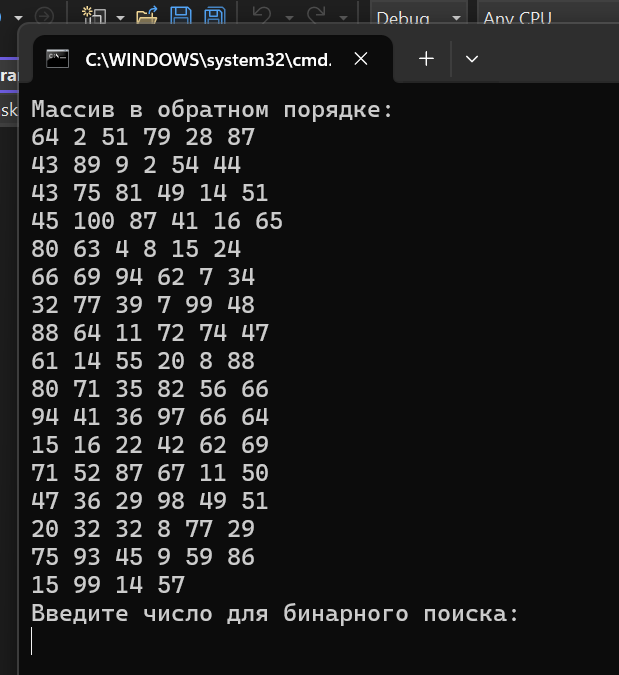 Debug Any CPU
C:\WINDOWS\system32\cmd.
Массив в обратном порядке:
64 2 51 79 28 87
43 89 9 2 54 44
43 75 81 49 14 51
45 100 87 41 16 65
80 63 4 8 15 24
66 69 94 62 7 34
32 77 39 7 99 48
88 64 11 72 74 47
61 14 55 20 8 88
80 71 35 82 56 66
94 41 36 97 66 64
15 16 22 42 62 69
71 52 87 67 11 50
47 36 29 98 49 51
20 32 32 8 77 29
75 93 45 9 59 86
15 99 14 57
Введите число для бинарного поиска: